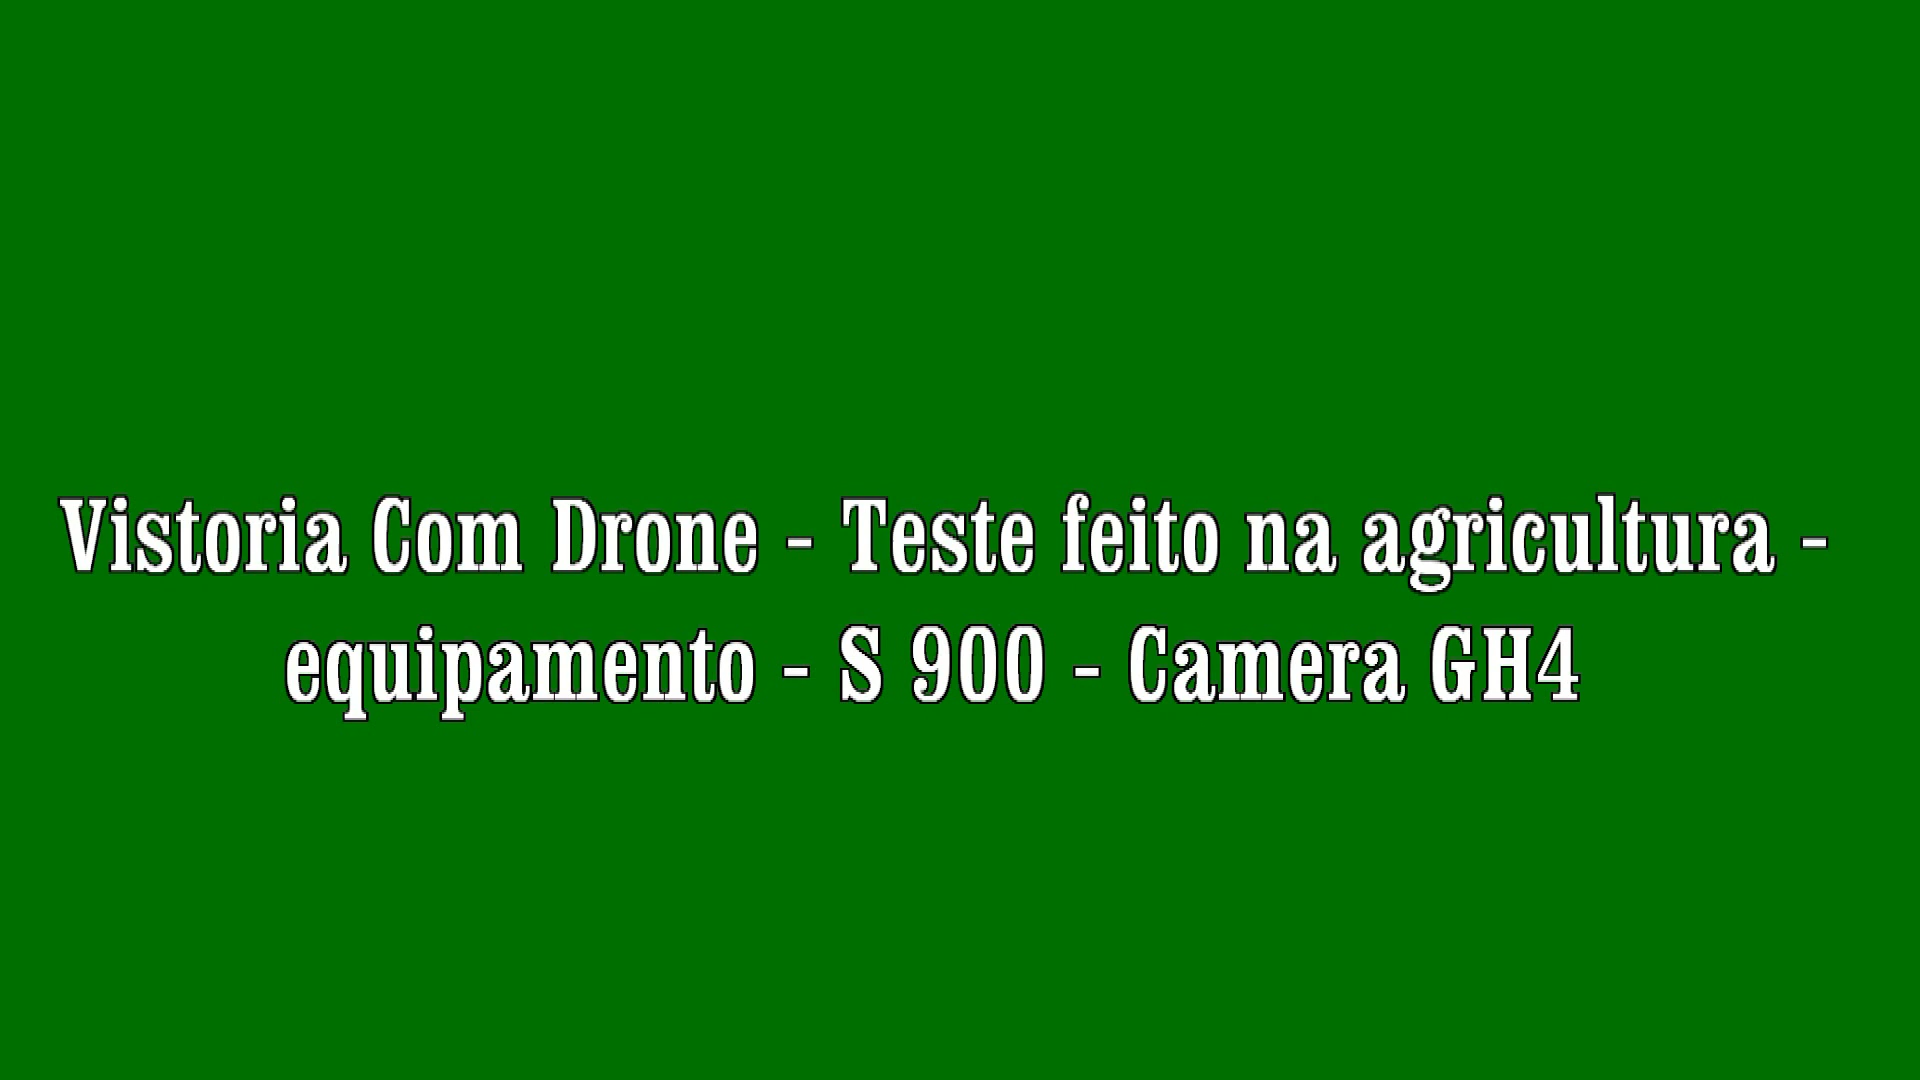 Vistoria Com Drone - Teste feito na agricultura -
equipamento - S 900 - Camera GH4